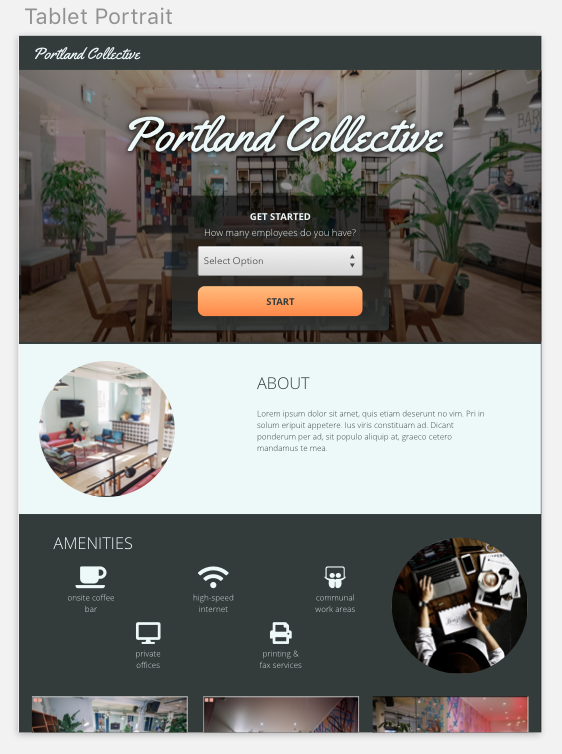 Tablet Portrait
Portland Collective
Portland Collective
GET STARTED
How many employees do you have?
Select Option
START
ABOUT
Lorem ipsum dolor sit amet, quis etiam deserunt no vim. Pri in
solum eripuit appetere. Ius viris constituam ad. Dicant
ponderum per ad, sit populo aliquip at, graeco cetero
mandamus te mea.
AMENITIES
onsite coffee
bar
high-speed
internet
communal
work areas
private
offices
printing &
fax services